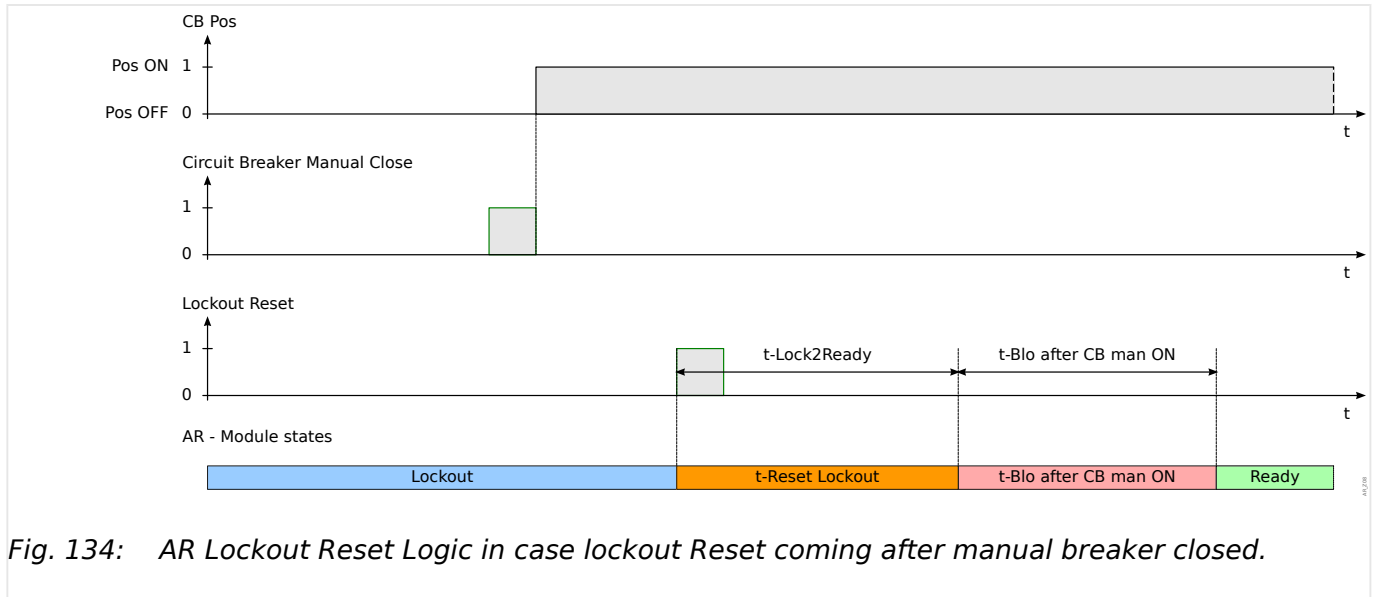 CB Pos
Pos ON 1
Pos OFF 0
t
Circuit Breaker Manual Close
1
0
t
Lockout Reset
1 t-Lock2Ready t-Blo after CB man ON
0
t
AR - Module states
Lockout t-Reset Lockout t-Blo after CB man ON Ready
AR_Z08
Fig. 134: AR Lockout Reset Logic in case lockout Reset coming after manual breaker closed.